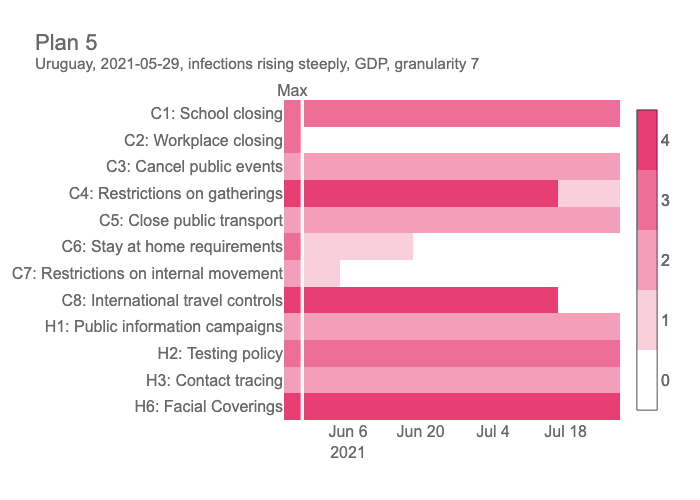 Plan 5
Uruguay, 2021-05-29, infections rising steeply, GDP, granularity 7
Max
C1: School closing
C2: Workplace closing
C3: Cancel public events
C4: Restrictions on gatherings
C5: Close public transport
C6: Stay at home requirements
C7: Restrictions on internal movement
C8: International travel controls
H1: Public information campaigns
H2: Testing policy
H3: Contact tracing
H6: Facial Coverings
Jun 6 Jun 20 Jul 4 Jul 18
2021
4
3
2
1
0